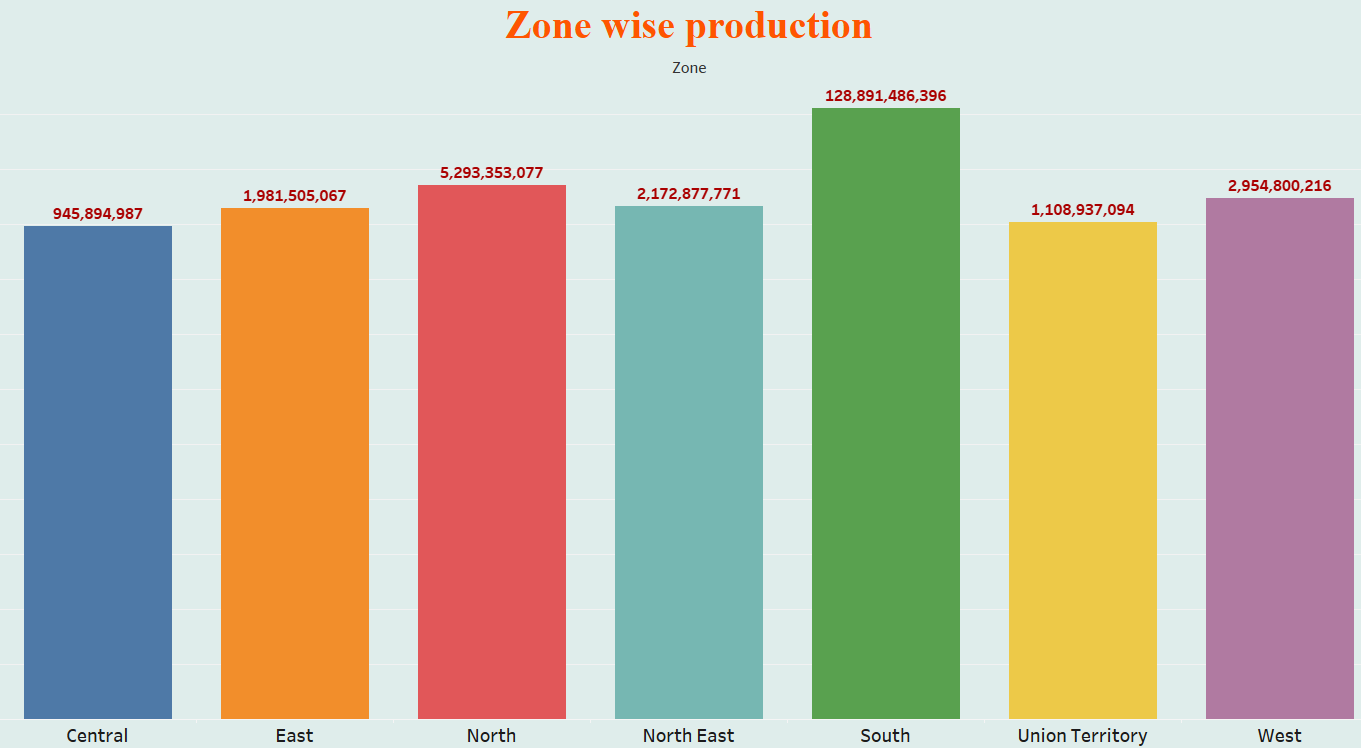 Zone wise production
Zone
128,891,486,396
5,293,353,077
2,954,800,216
1,981,505,067
2,172,877,771
1,108,937,094
945,894,987
Central East North North East South Union Territory West